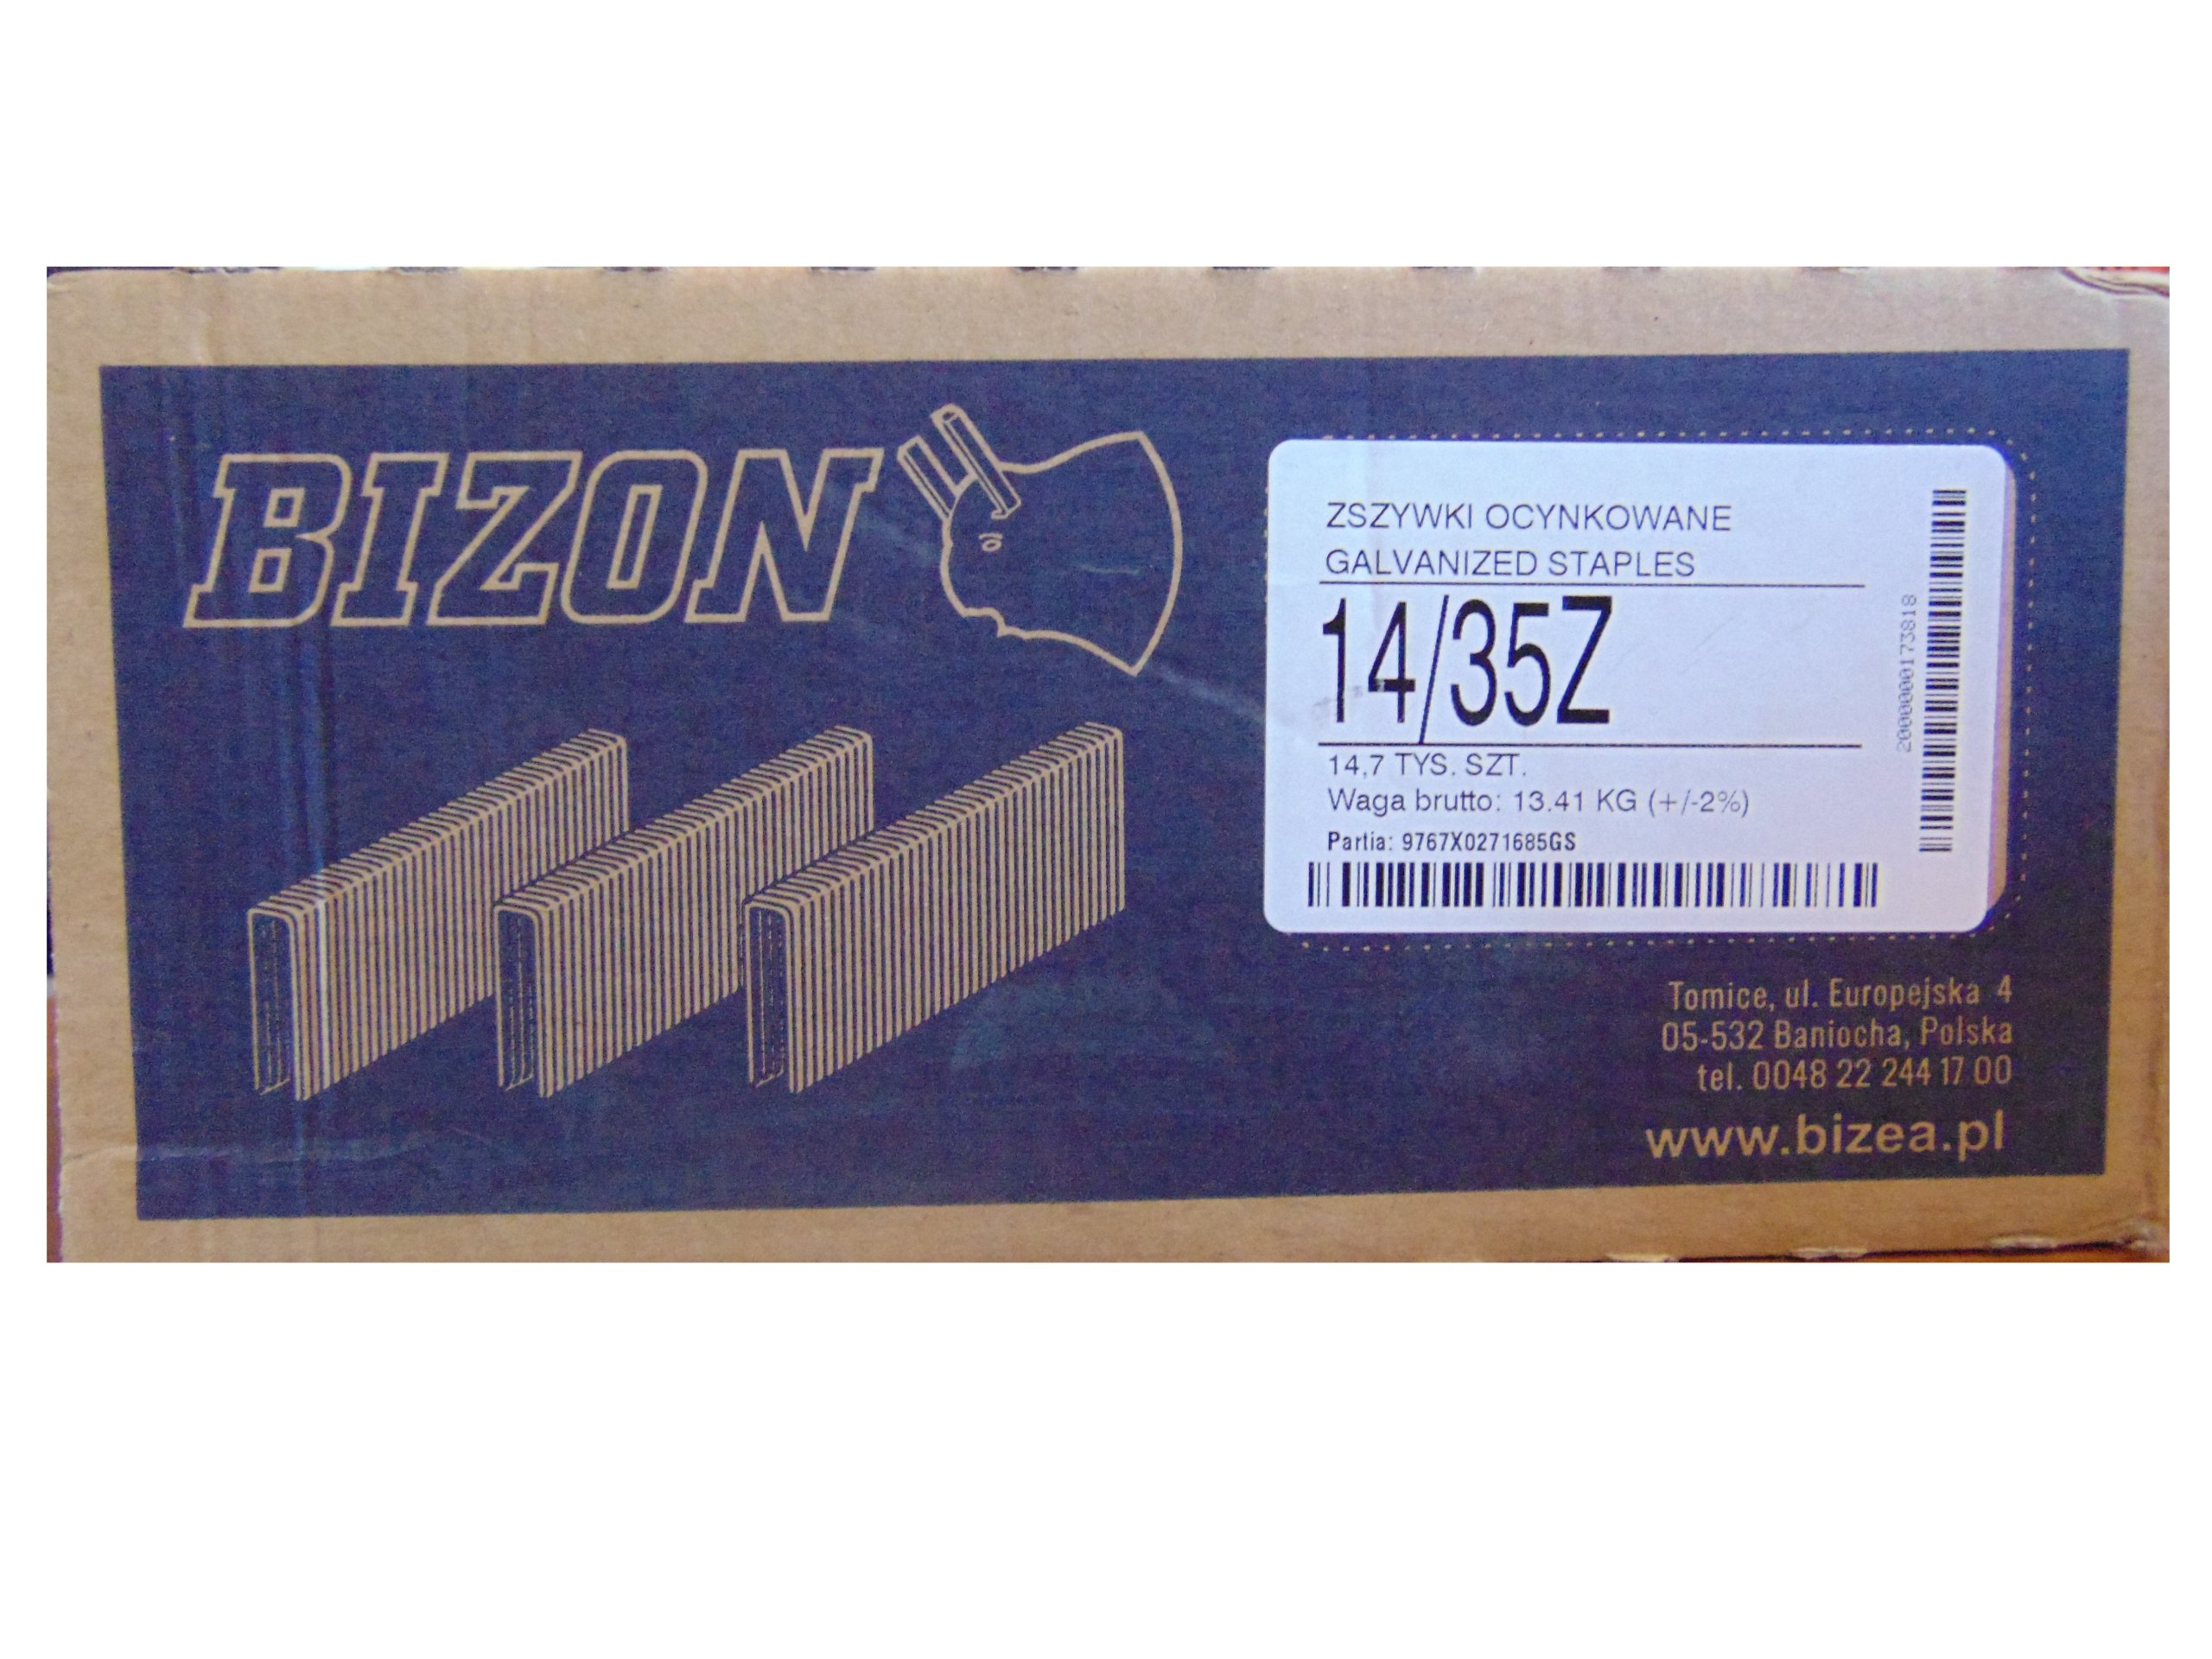 BIZON
ZSZYWKI OCYNKOWANE
GALVANIZED STAPLES
14/35Z
14,7 TYS. SZT.
Waga brutto: 13.41 KG (+/-2%)
Partia: 9767X0271685GS
2000000173818
Tomice, ul. Europejska 4
05-532 Baniocha, Polska
tel. 0048 22 244 17 00
www.bizea.pl